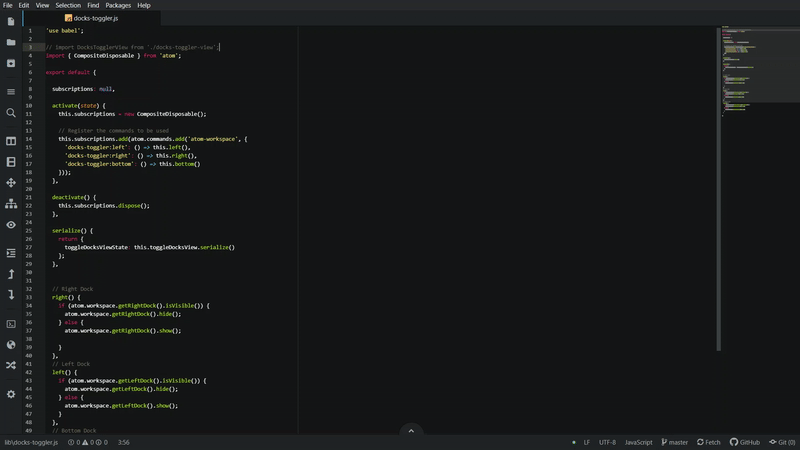 File Edit View Selection Find Packages Help
docks-toggler.js
1 'use babel';
2
3 // Import DocksTogglerView from './docks-toggler-view';
4 import { CompositeDisposable } from 'atom';
5
6 export default {
7
8 subscriptions: null,
9
10 activate(state) {
11 this.subscriptions = new CompositeDisposable();
12
13 // Register the commands to be used
14 this.subscriptions.add(atom.commands.add('atom-workspace', {
15 'docks-toggler:left': () => this.left(),
16 'docks-toggler:right': () => this.right(),
17 'docks-toggler:bottom': () => this.bottom()
18 }));
19 },
20
21 deactivate() {
22 this.subscriptions.dispose();
23 },
24
25 serialize() {
26 return {
27 toggleDocksViewState: this.toggleDocksView.serialize()
28 };
29 },
30
31
32 // Right Dock
33 right() {
34 if (atom.workspace.getRightDock().isVisible()) {
35 atom.workspace.getRightDock().hide();
36 } else {
37 atom.workspace.getRightDock().show();
38
39 }
40 },
41 // Left Dock
42 left() {
43 if (atom.workspace.getLeftDock().isVisible()) {
44 atom.workspace.getLeftDock().hide();
45 } else {
46 atom.workspace.getLeftDock().show();
47 }
48 },
49 // Bottom Dock
lib\docks-toggler.js 0 0 0 3:56 LF UTF-8 JavaScript master Fetch GitHub Git (0)